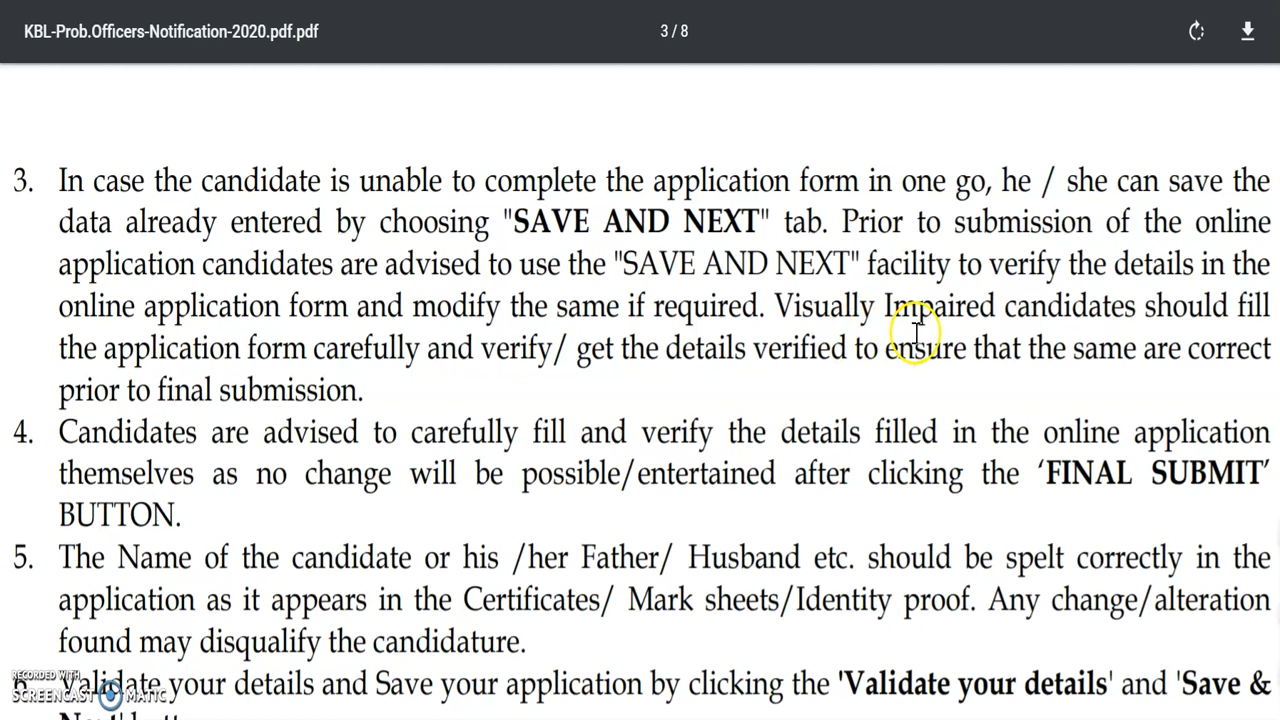 KBL-Prob.Officers-Notification-2020.pdf.pdf 3 / 8
3. In case the candidate is unable to complete the application form in one go, he / she can save the
data already entered by choosing "SAVE AND NEXT" tab. Prior to submission of the online
application candidates are advised to use the "SAVE AND NEXT" facility to verify the details in the
online application form and modify the same if required. Visually Impaired candidates should fill
the application form carefully and verify/ get the details verified to ensure that the same are correct
prior to final submission.
4. Candidates are advised to carefully fill and verify the details filled in the online application
themselves as no change will be possible/entertained after clicking the ‘FINAL SUBMIT’
BUTTON.
5. The Name of the candidate or his /her Father/ Husband etc. should be spelt correctly in the
application as it appears in the Certificates/ Mark sheets/Identity proof. Any change/alteration
found may disqualify the candidature.
RECORDED WITH
SCREENCAST MATIC
6. Validate your details and Save your application by clicking the 'Validate your details' and 'Save &